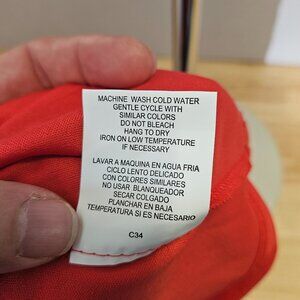 MACHINE WASH COLD WATER
GENTLE CYCLE WITH
SIMILAR COLORS
DO NOT BLEACH
HANG TO DRY
IRON ON LOW TEMPERATURE
IF NECESSARY
LAVAR A MAQUINA EN AGUA FRIA
CICLO LENTO DELICADO
CON COLORES SIMILARES
NO USAR BLANQUEADOR
SECAR COLGADO
PLANCHAR EN BAJA
TEMPERATURA SI ES NECESARIO
C34